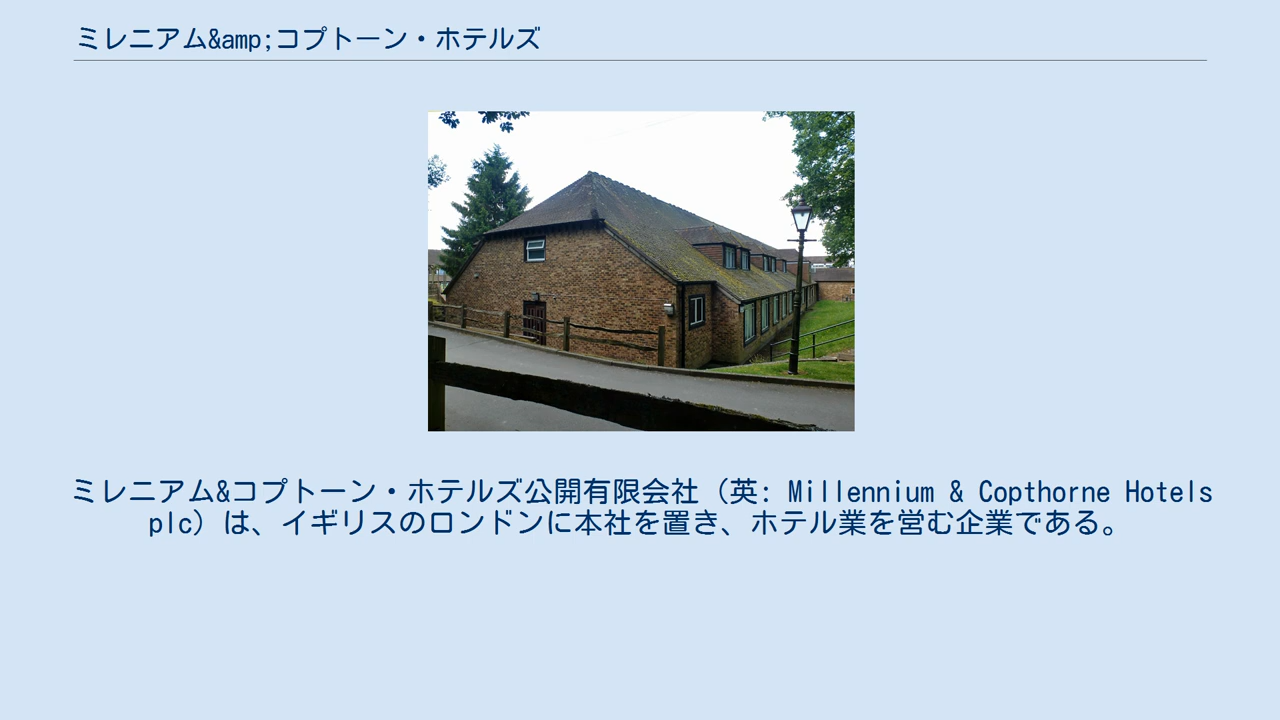 ミレニアム&amp;コプトーン・ホテルズ
ミレニアム&コプトーン・ホテルズ公開有限会社（英: Millennium & Copthorne Hotels
plc）は、イギリスのロンドンに本社を置き、ホテル業を営む企業である。